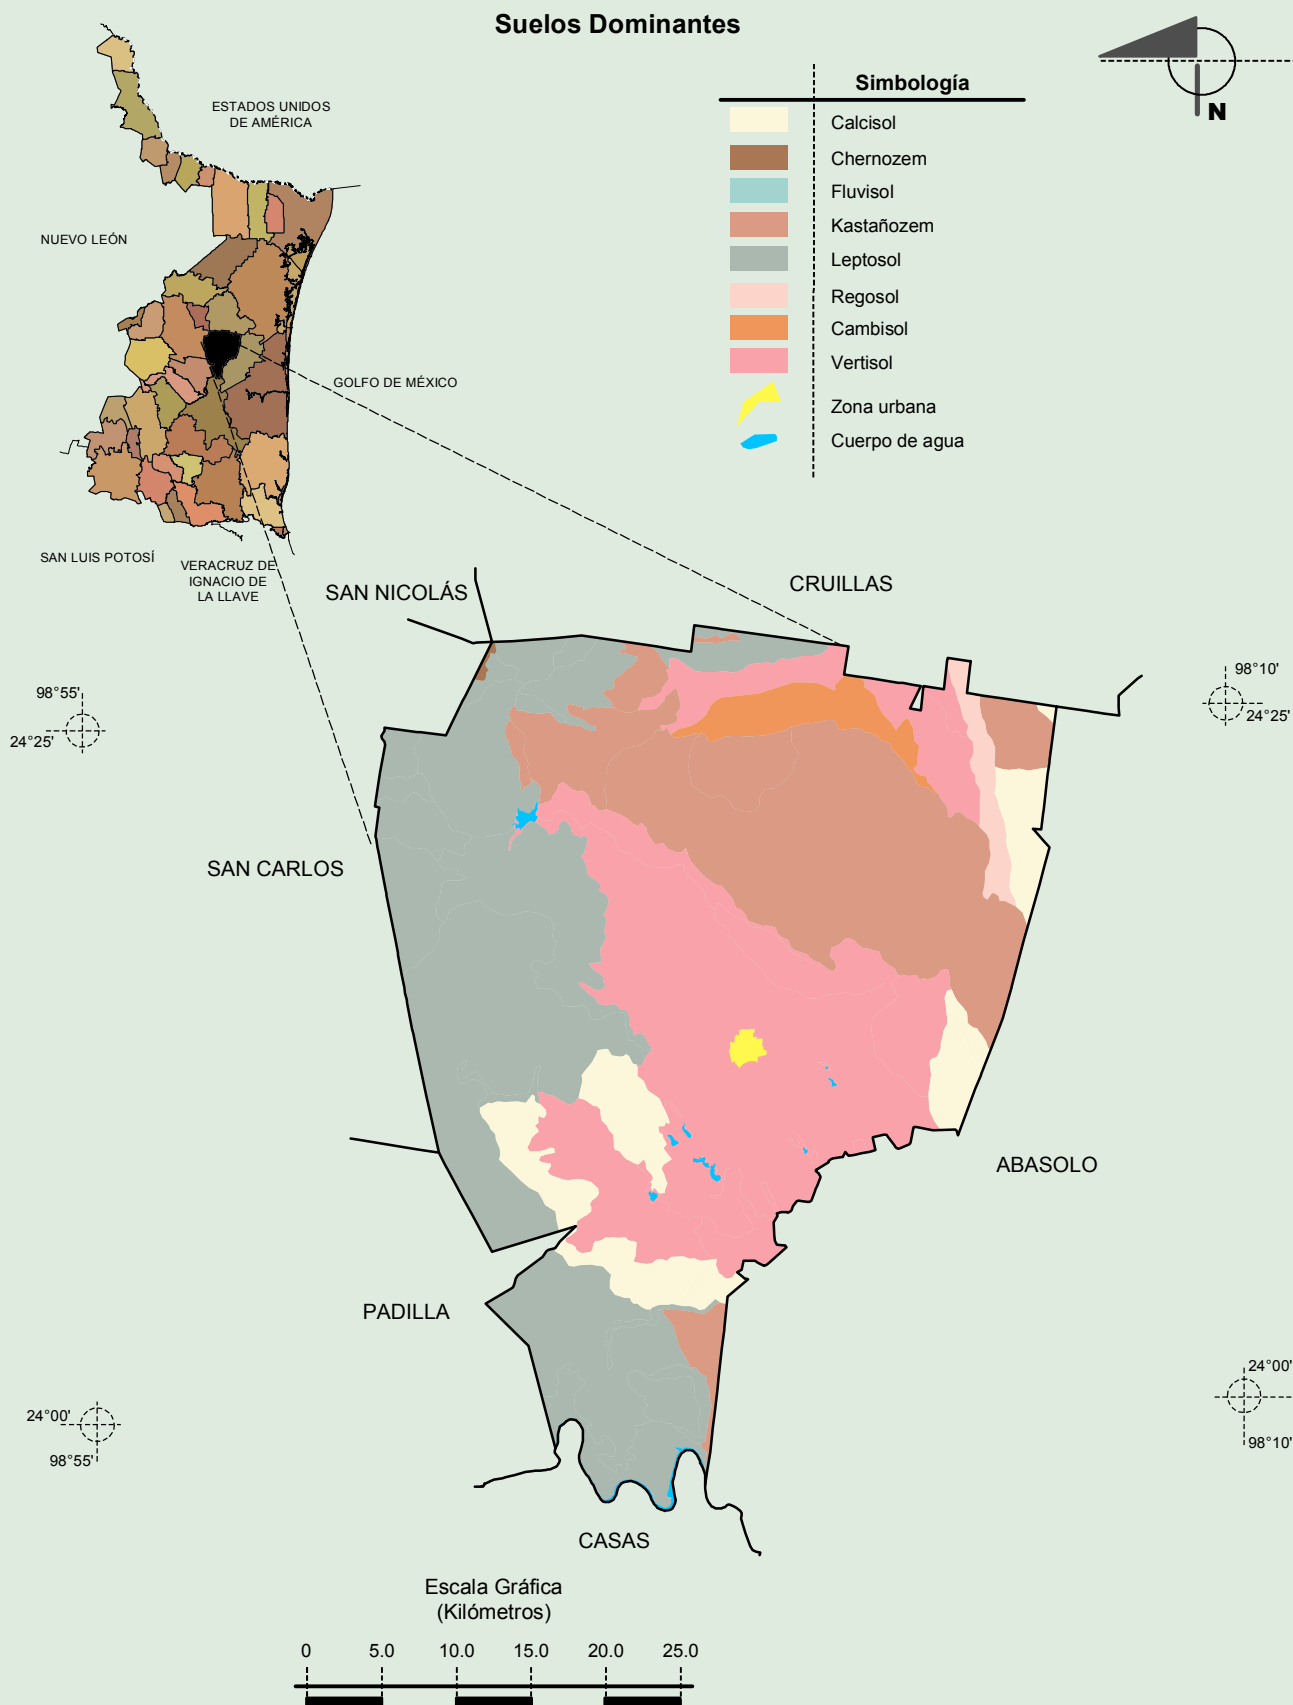 Suelos Dominantes
N
Simbología
Calcisol
Chernozem
Fluvisol
Kastañozem
Leptosol
Regosol
Cambisol
Vertisol
Zona urbana
Cuerpo de agua
ESTADOS UNIDOS
DE AMÉRICA
NUEVO LEÓN
GOLFO DE MÉXICO
SAN LUIS POTOSÍ
VERACRUZ DE
IGNACIO DE
LA LLAVE
SAN NICOLÁS
CRUILLAS
98°55'
24°25'
98°10'
24°25'
SAN CARLOS
ABASOLO
PADILLA
24°00'
98°55'
24°00'
98°10'
CASAS
Escala Gráfica
(Kilómetros)
0 5.0 10.0 15.0 20.0 25.0